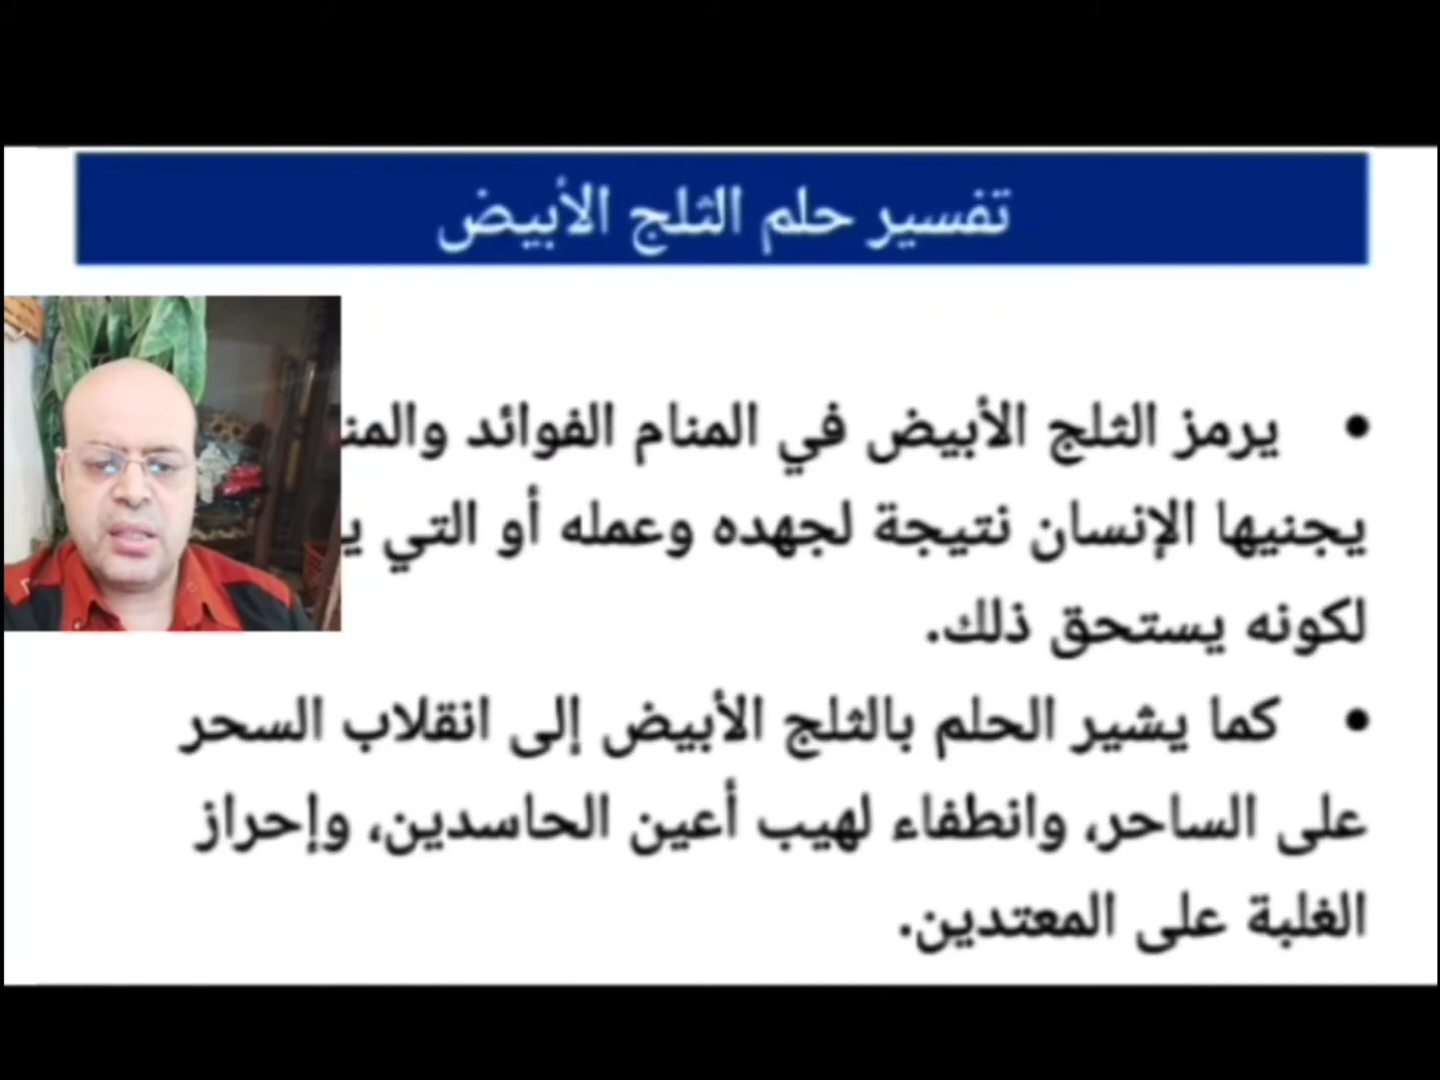 تفسير حلم الثلج الأبيض
• يرمز الثلج الأبيض في المنام الفوائد
يجنيها الإنسان نتيجة لجهده وعمله أو التي
لكونه يستحق ذلك.
• كما يشير الحلم بالثلج الأبيض إلى انقلاب السحر
على الساحر، وانطفاء لهيب أعين الحاسدين، وإحراز
الغلبة على المعتدين.